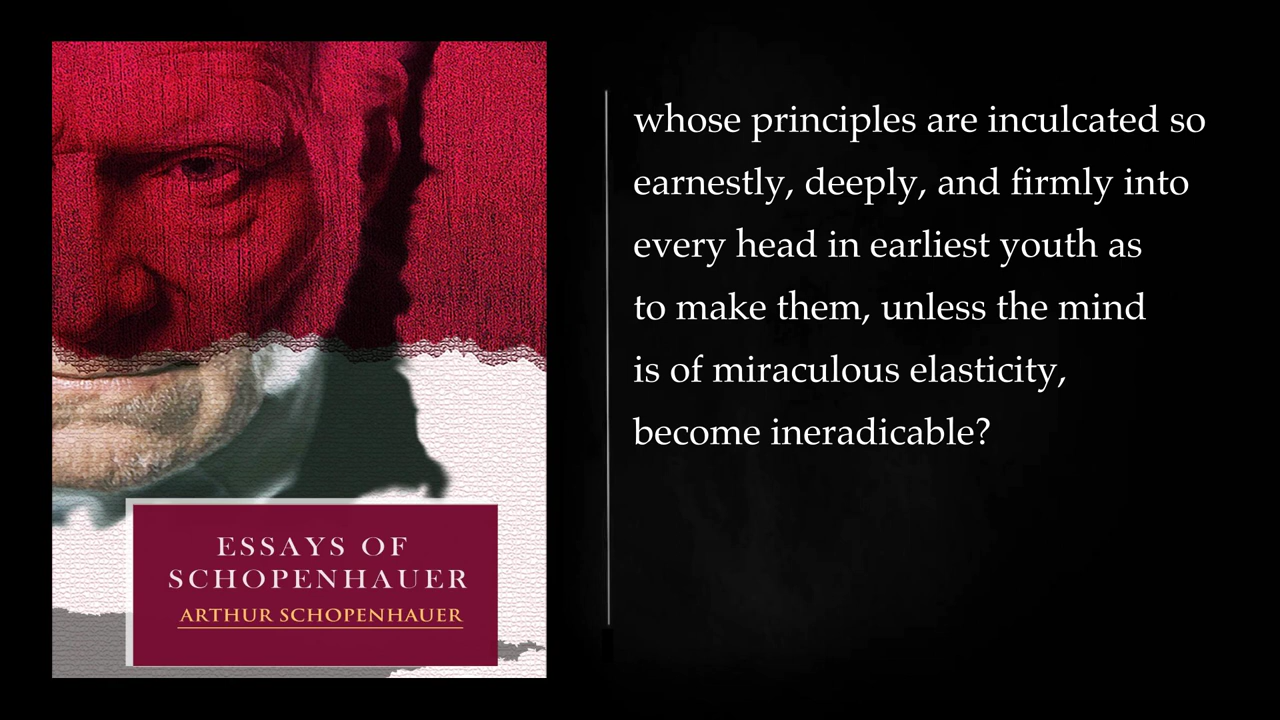 ESSAYS OF
SCHOPENHAUER
ARTHUR SCHOPENHAUER
whose principles are inculcated so
earnestly, deeply, and firmly into
every head in earliest youth as
to make them, unless the mind
is of miraculous elasticity,
become ineradicable?